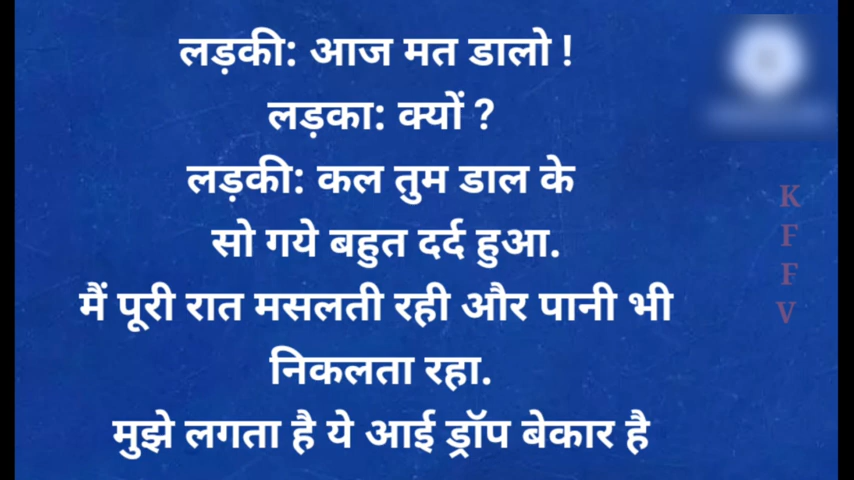 लड़की: आज मत डालो !
लड़का: क्यों ?
लड़की: कल तुम डाल के
सो गये बहुत दर्द हुआ.
मैं पूरी रात मसलती रही और पानी भी
निकलता रहा.
मुझे लगता है ये आई ड्रॉप बेकार है
K
F
F
V